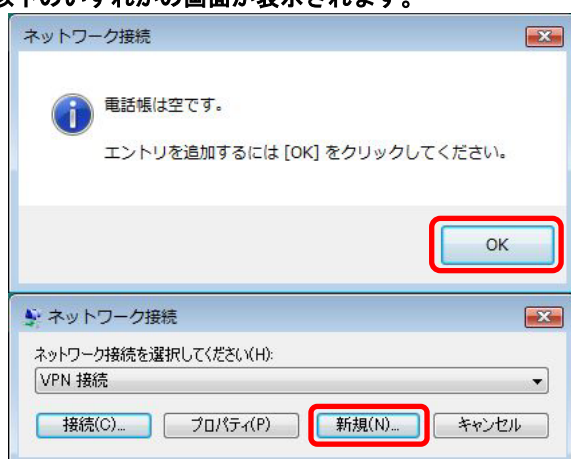 以下のいずれかの画面が表示されます。
ネットワーク接続
電話帳は空です。
エントリを追加するには [OK] をクリックしてください。
OK
ネットワーク接続
ネットワーク接続を選択してください(H):
VPN 接続
接続(C)... プロパティ(P) 新規(N)... キャンセル